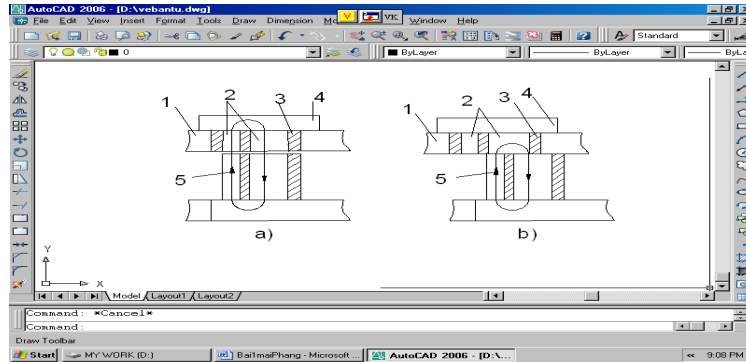 AutoCAD 2006 - [D:\vebantu.dwg]
File Edit View Insert Format Tools Draw Dimension V VK Window Help
Standard
0 ByLayer ByLayer
1 2 3 4 1 2 3 4
5 5
a) b)
Y
X
Model Layout1 Layout2
Command: *Cancel*
Command:
Draw Toolbar
Start MY WORK (D:) Bai1maiPhang - Microsoft ... AutoCAD 2006 - [D:\... 9:08 PM